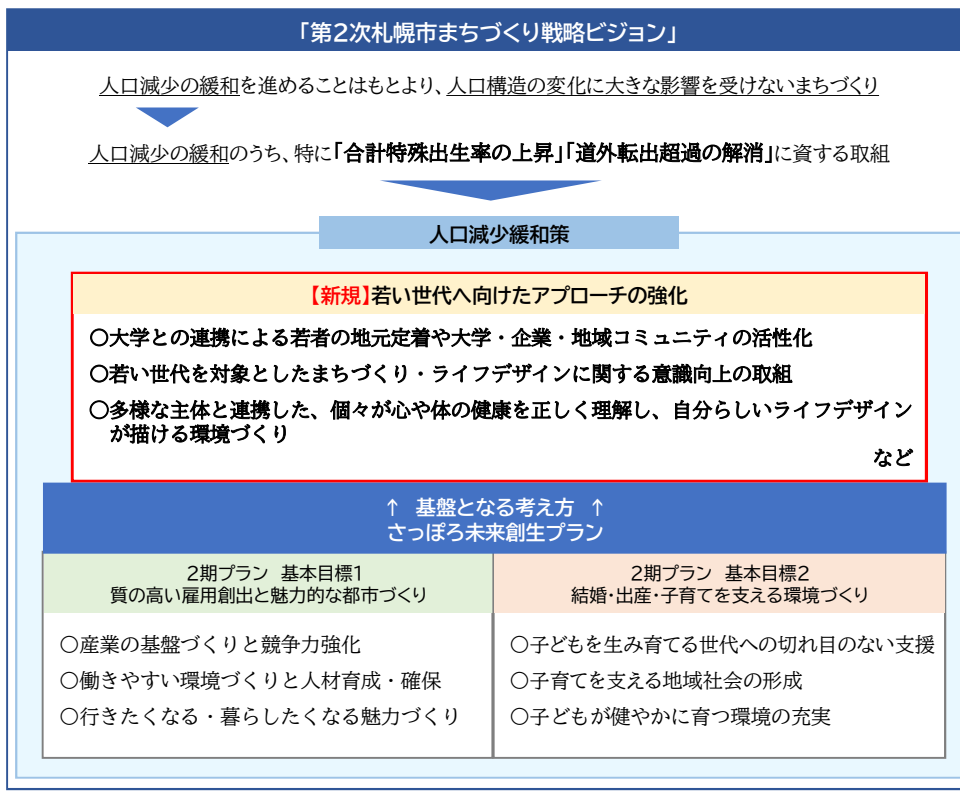 「第2次札幌市まちづくり戦略ビジョン」
人口減少の緩和を進めることはもとより、人口構造の変化に大きな影響を受けないまちづくり
人口減少の緩和のうち、特に「合計特殊出生率の上昇」「道外転出超過の解消」に資する取組
人口減少緩和策
【新規】若い世代へ向けたアプローチの強化
○大学との連携による若者の地元定着や大学・企業・地域コミュニティの活性化
○若い世代を対象としたまちづくり・ライフデザインに関する意識向上の取組
○多様な主体と連携した、個々が心や体の健康を正しく理解し、自分らしいライフデザイン
が描ける環境づくり
など
↑ 基盤となる考え方 ↑
さっぽろ未来創生プラン
2期プラン 基本目標1
質の高い雇用創出と魅力的な都市づくり
○産業の基盤づくりと競争力強化
○働きやすい環境づくりと人材育成・確保
○行きたくなる・暮らしたくなる魅力づくり
2期プラン 基本目標2
結婚・出産・子育てを支える環境づくり
○子どもを生み育てる世代への切れ目のない支援
○子育てを支える地域社会の形成
○子どもが健やかに育つ環境の充実